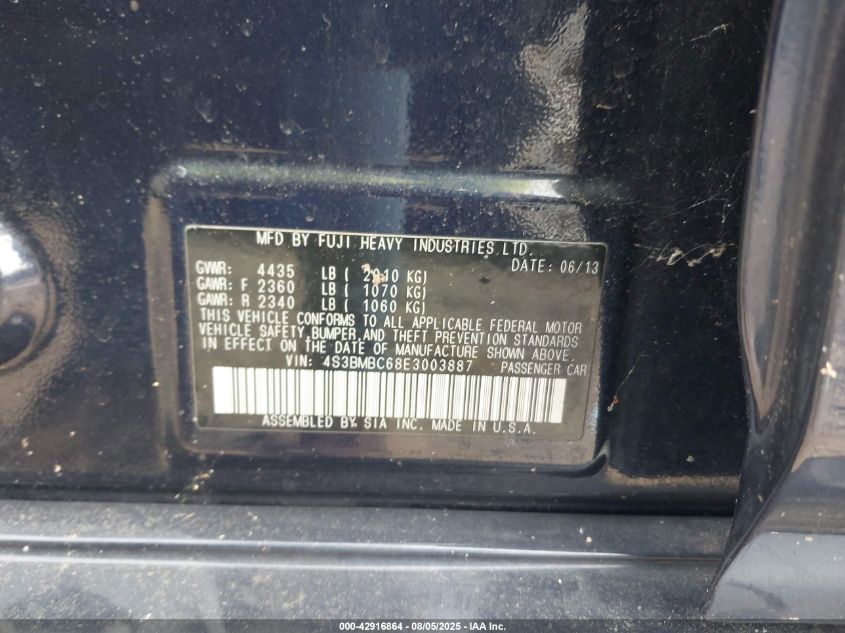 MFD BY FUJI HEAVY INDUSTRIES LTD.
DATE: 06/13
GVWR: 4435 LB ( 2010 KG)
GAWR: F 2360 LB ( 1070 KG)
GAWR: R 2340 LB ( 1060 KG)
THIS VEHICLE CONFORMS TO ALL APPLICABLE FEDERAL MOTOR
VEHICLE SAFETY, BUMPER, AND THEFT PREVENTION STANDARDS
IN EFFECT ON THE DATE OF MANUFACTURE SHOWN ABOVE.
VIN: 4S3BMBC68E3003887 PASSENGER CAR
ASSEMBLED BY: SIA INC. MADE IN U.S.A.
000-42916864 - 08/05/2025 - IAA Inc.